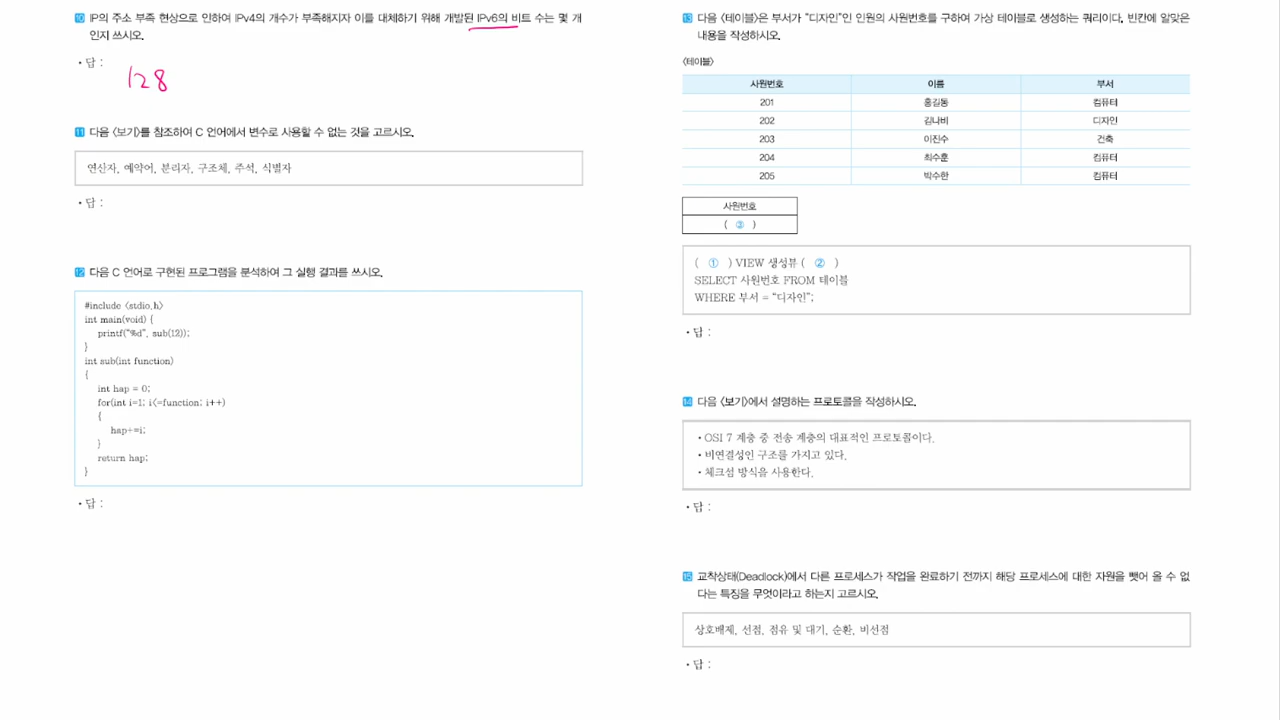 10 IP의 주소 부족 현상으로 인하여 IPv4의 개수가 부족해지자 이를 대체하기 위해 개발된 IPv6의 비트 수는 몇 개
인지 쓰시오.
• 답 :
128
11 다음 〈보기〉를 참조하여 C 언어에서 변수로 사용할 수 없는 것을 고르시오.
연산자, 예약어, 분리자, 구조체, 주석, 식별자
• 답 :
12 다음 C 언어로 구현된 프로그램을 분석하여 그 실행 결과를 쓰시오.
#include <stdio.h>
int main(void) {
printf("%d", sub(12));
}
int sub(int function)
{
int hap = 0;
for(int i=1; i<=function; i++)
{
hap+=i;
}
return hap;
}
• 답 :
13 다음 〈테이블〉은 부서가 "디자인"인 인원의 사원번호를 구하여 가상 테이블로 생성하는 쿼리이다. 빈칸에 알맞은
내용을 작성하시오.
〈테이블〉
사원번호 이름 부서
201 홍길동 컴퓨터
202 김나비 디자인
203 이진수 건축
204 최수훈 컴퓨터
205 박수한 컴퓨터
사원번호
( ③ )
( ① ) VIEW 생성뷰 ( ② )
SELECT 사원번호 FROM 테이블
WHERE 부서 = "디자인";
• 답 :
14 다음 〈보기〉에서 설명하는 프로토콜을 작성하시오.
• OSI 7 계층 중 전송 계층의 대표적인 프로토콜이다.
• 비연결성인 구조를 가지고 있다.
• 체크섬 방식을 사용한다.
• 답 :
15 교착상태(Deadlock)에서 다른 프로세스가 작업을 완료하기 전까지 해당 프로세스에 대한 자원을 뺏어 올 수 없
다는 특징을 무엇이라고 하는지 고르시오.
상호배제, 선점, 점유 및 대기, 순환, 비선점
• 답 :